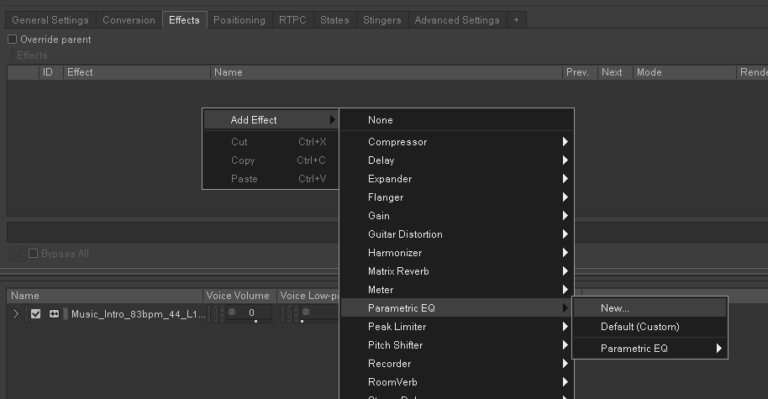 General Settings Conversion Effects Positioning RTPC States Stingers Advanced Settings +
Override parent
Effects
ID Effect Name Prev. Next Mode Rende
Add Effect
Cut Ctrl+X
Copy Ctrl+C
Paste Ctrl+V
None
Compressor
Delay
Expander
Flanger
Gain
Guitar Distortion
Harmonizer
Matrix Reverb
Meter
Parametric EQ
Peak Limiter
Pitch Shifter
Recorder
RoomVerb
New...
Default (Custom)
Parametric EQ
Bypass All
Name Voice Volume Voice Low-pa
Music_Intro_83bpm_44_L1... 0